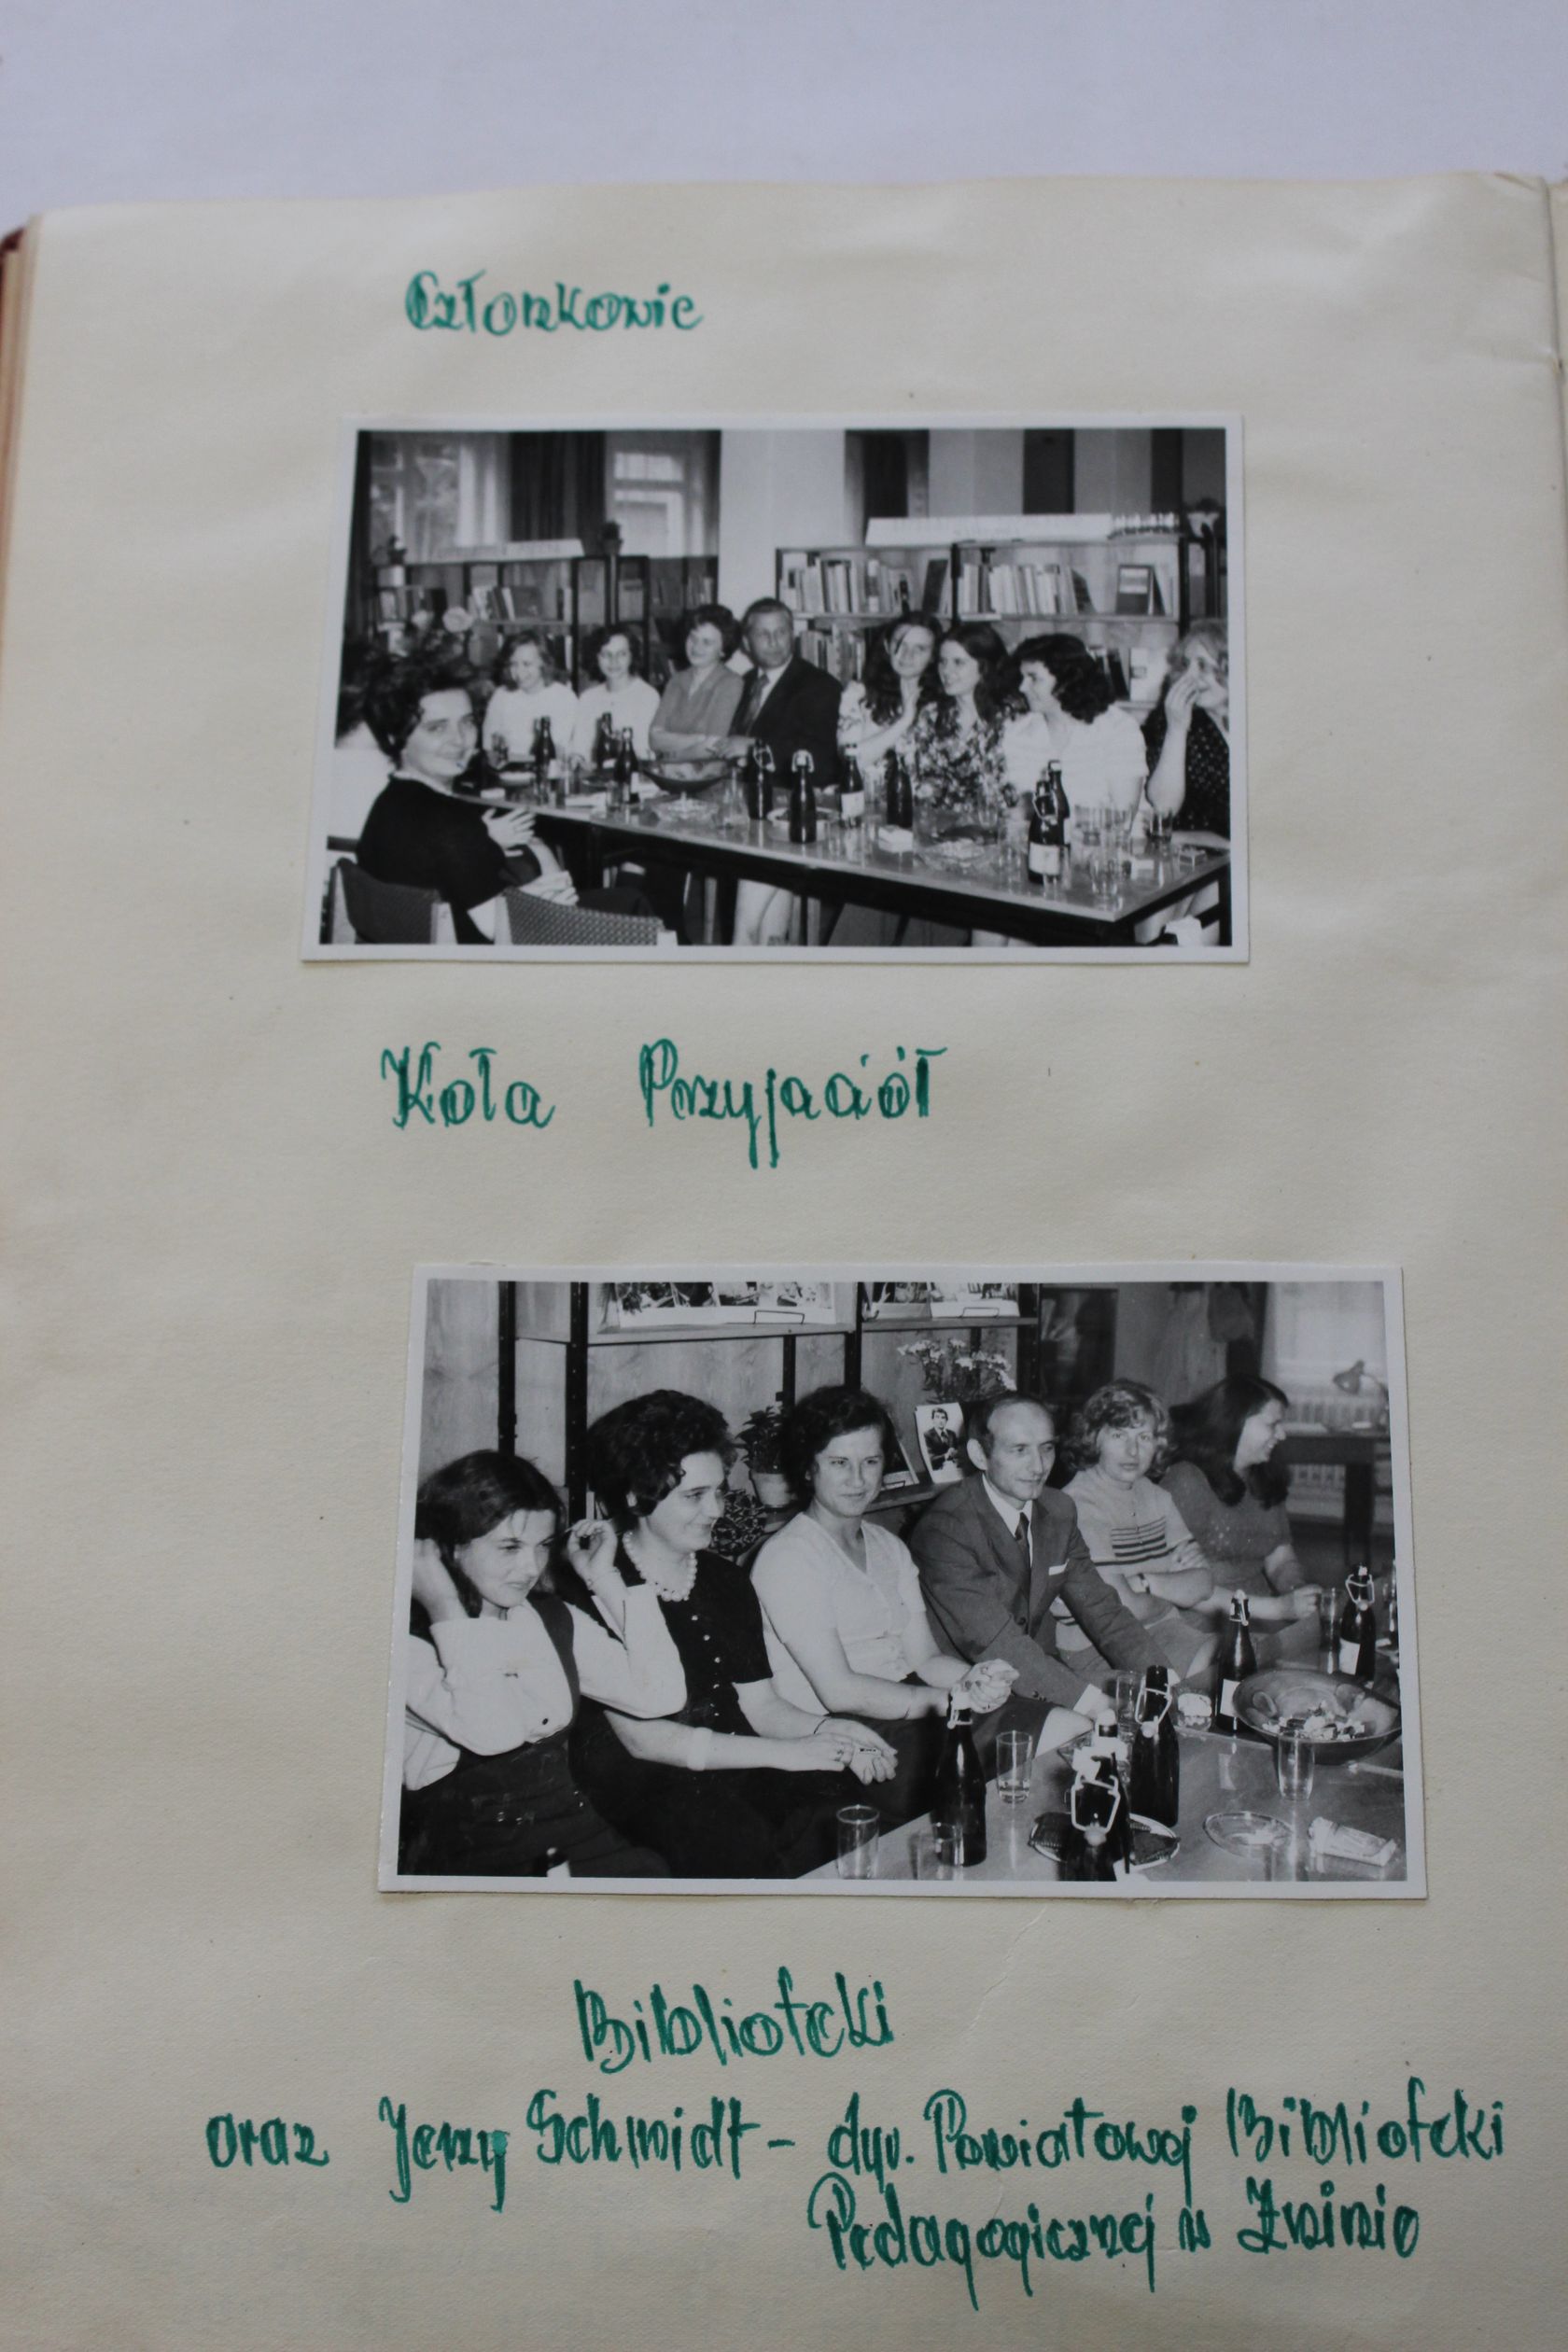 Członkowie
Koła Przyjaciół
Biblioteki
oraz Jerzy Schmidt - dyr. Powiatowej Biblioteki
Pedagogicznej w Żninie